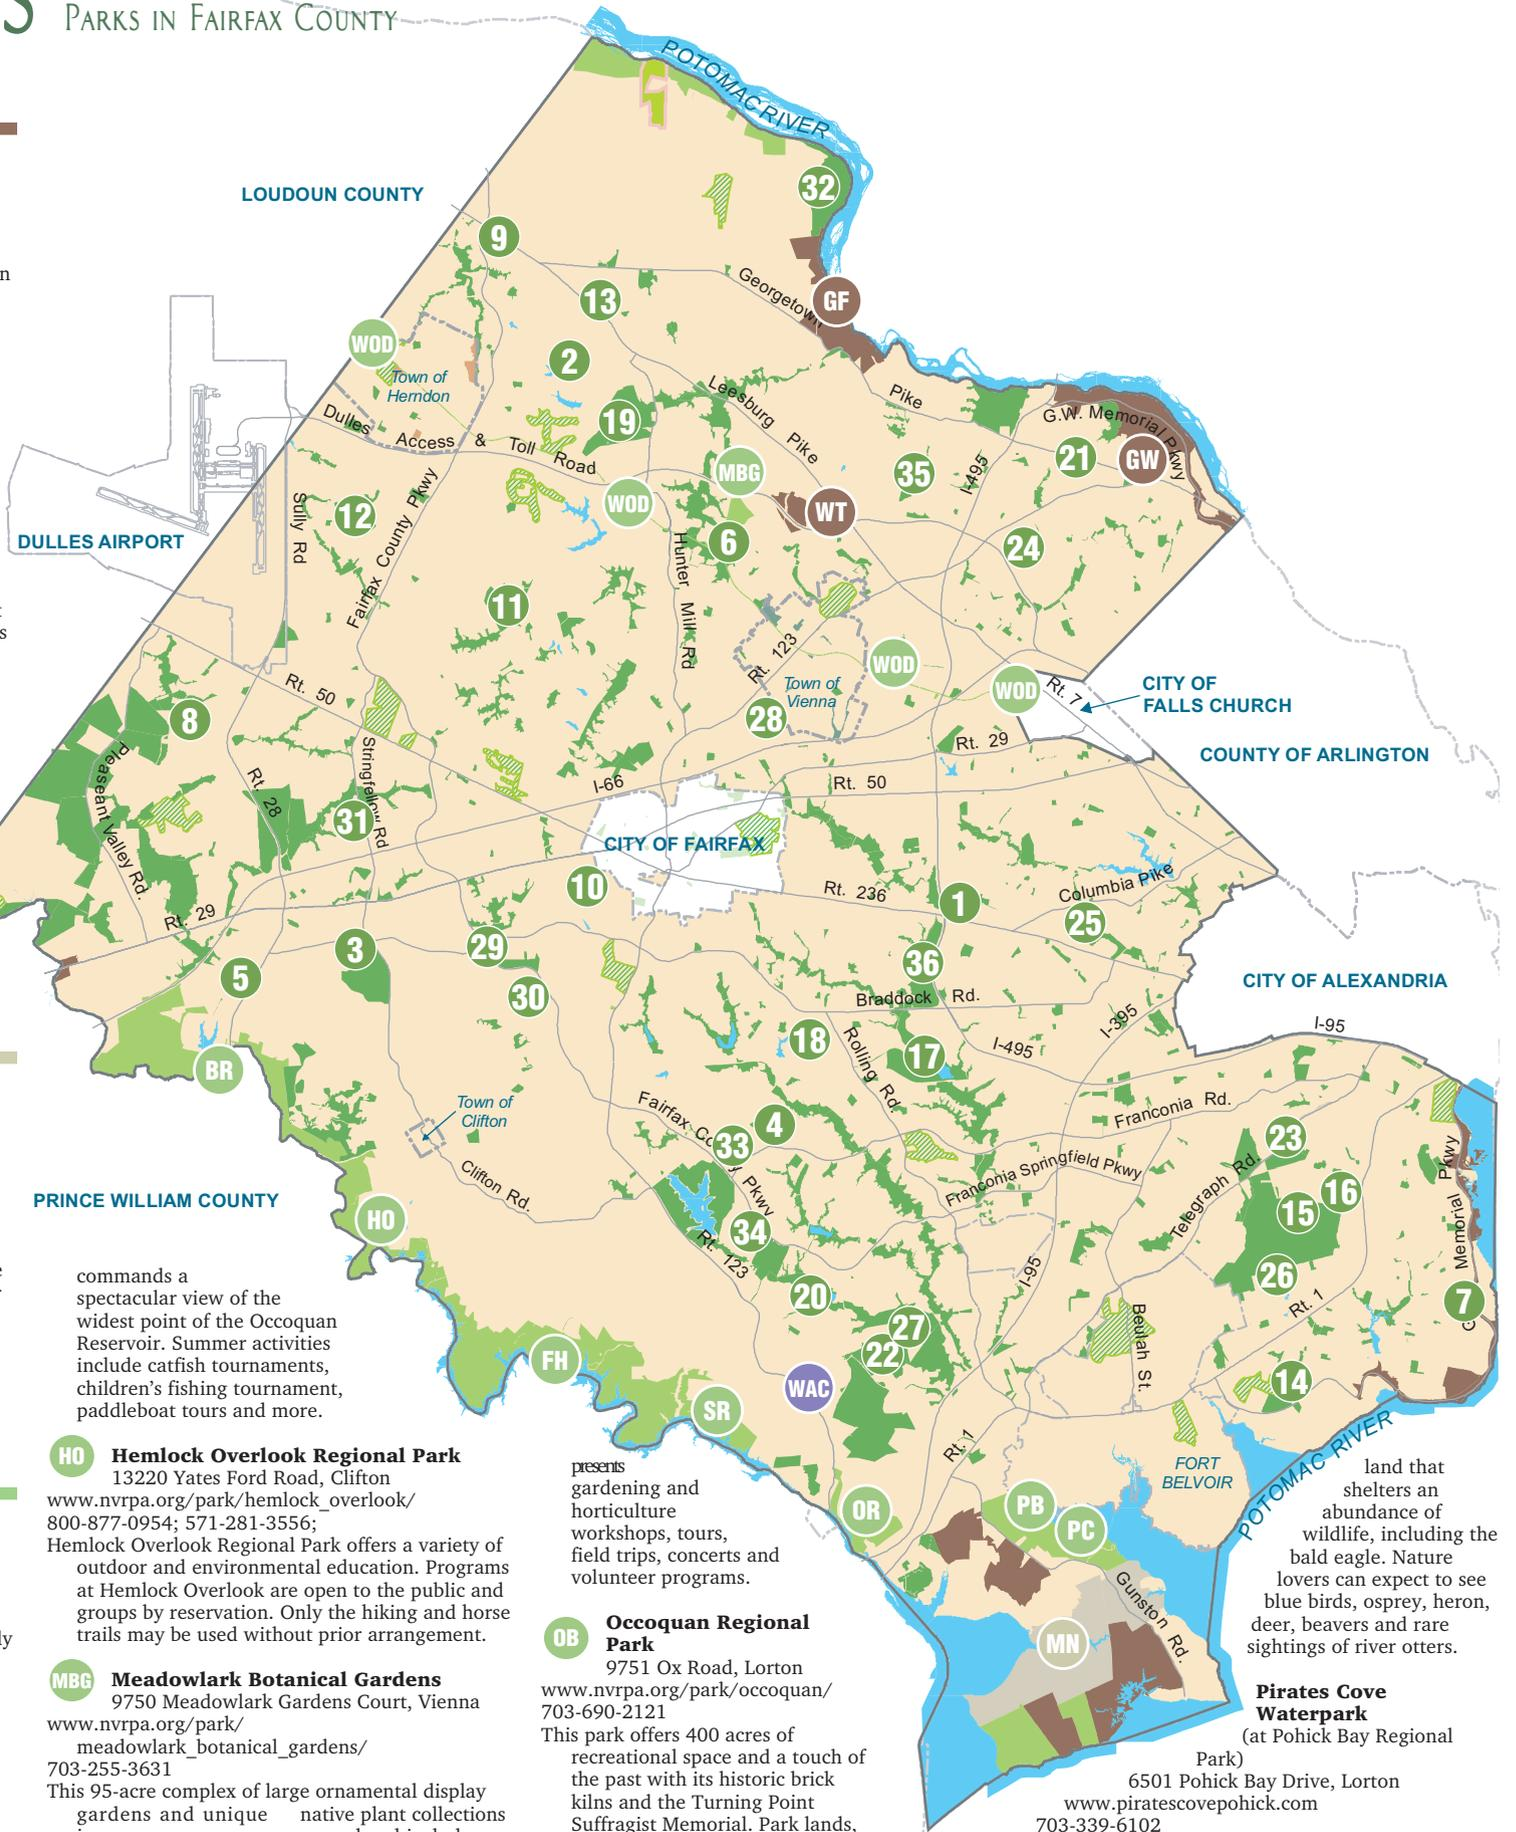 S
PARKS IN FAIRFAX COUNTY
POTOMAC RIVER
32
LOUDOUN COUNTY
9
n
13
GF
Georgetown
WOD
2
Town of
Herndon
Leesburg Pike
Pike
G.W. Memorial Pkwy
19
Dulles Access & Toll Road
MBG
35
I-495
21
GW
WOD
WT
Sully Rd
12
Fairfax County Pkwy
DULLES AIRPORT
Hunter Mill Rd
6
24
11
t
s
Rt. 123
WOD
Rt. 50
Town of
Vienna
WOD
Rt. 7
CITY OF
FALLS CHURCH
8
28
Rt. 29
COUNTY OF ARLINGTON
Pleaseant Valley Rd.
Rt. 28
Stringfellow Rd
I-66
Rt. 50
31
CITY OF FAIRFAX
10
Rt. 236
1
Columbia Pike
25
Rt. 29
3
29
36
5
30
Braddock Rd.
CITY OF ALEXANDRIA
I-395
I-95
18
Rolling Rd.
17
I-495
BR
Town of
Clifton
Fairfax Co y Pkwy
33
4
Franconia Rd.
23
Franconia Springfield Pkwy
Telegraph Rd.
Clifton Rd.
PRINCE WILLIAM COUNTY
HO
34
Rt. 123
15
16
Memorial Pkwy
G
26
I-95
20
Rt. 1
7
27
22
Beulah St.
FH
WAC
14
SR
Rt. 1
FORT
BELVOIR
POTOMAC RIVER
OR
PB
PC
Gunston Rd.
MN
commands a
spectacular view of the
widest point of the Occoquan
Reservoir. Summer activities
include catfish tournaments,
children's fishing tournament,
paddleboat tours and more.
HO
Hemlock Overlook Regional Park
13220 Yates Ford Road, Clifton
www.nvrpa.org/park/hemlock_overlook/
800-877-0954; 571-281-3556;
Hemlock Overlook Regional Park offers a variety of
outdoor and environmental education. Programs
at Hemlock Overlook are open to the public and
groups by reservation. Only the hiking and horse
trails may be used without prior arrangement.
ly
MBG
Meadowlark Botanical Gardens
9750 Meadowlark Gardens Court, Vienna
www.nvrpa.org/park/
meadowlark_botanical_gardens/
703-255-3631
This 95-acre complex of large ornamental display
gardens and unique native plant collections
presents
gardening and
horticulture
workshops, tours,
field trips, concerts and
volunteer programs.
OB
Occoquan Regional
Park
9751 Ox Road, Lorton
www.nvrpa.org/park/occoquan/
703-690-2121
This park offers 400 acres of
recreational space and a touch of
the past with its historic brick
kilns and the Turning Point
Suffragist Memorial. Park lands,
land that
shelters an
abundance of
wildlife, including the
bald eagle. Nature
lovers can expect to see
blue birds, osprey, heron,
deer, beavers and rare
sightings of river otters.
Pirates Cove
Waterpark
(at Pohick Bay Regional
Park)
6501 Pohick Bay Drive, Lorton
www.piratescovepohick.com
703-339-6102